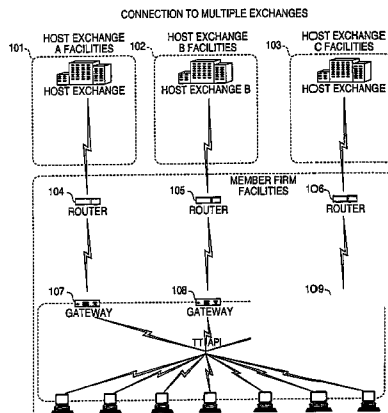 CONNECTION TO MULTIPLE EXCHANGES
101
HOST EXCHANGE
A FACILITIES
HOST EXCHANGE
102
HOST EXCHANGE
B FACILITIES
HOST EXCHANGE B
103
HOST EXCHANGE
C FACILITIES
HOST EXCHANGE
MEMBER FIRM
FACILITIES
104
ROUTER
105
ROUTER
106
ROUTER
107
GATEWAY
108
GATEWAY
109
TT API